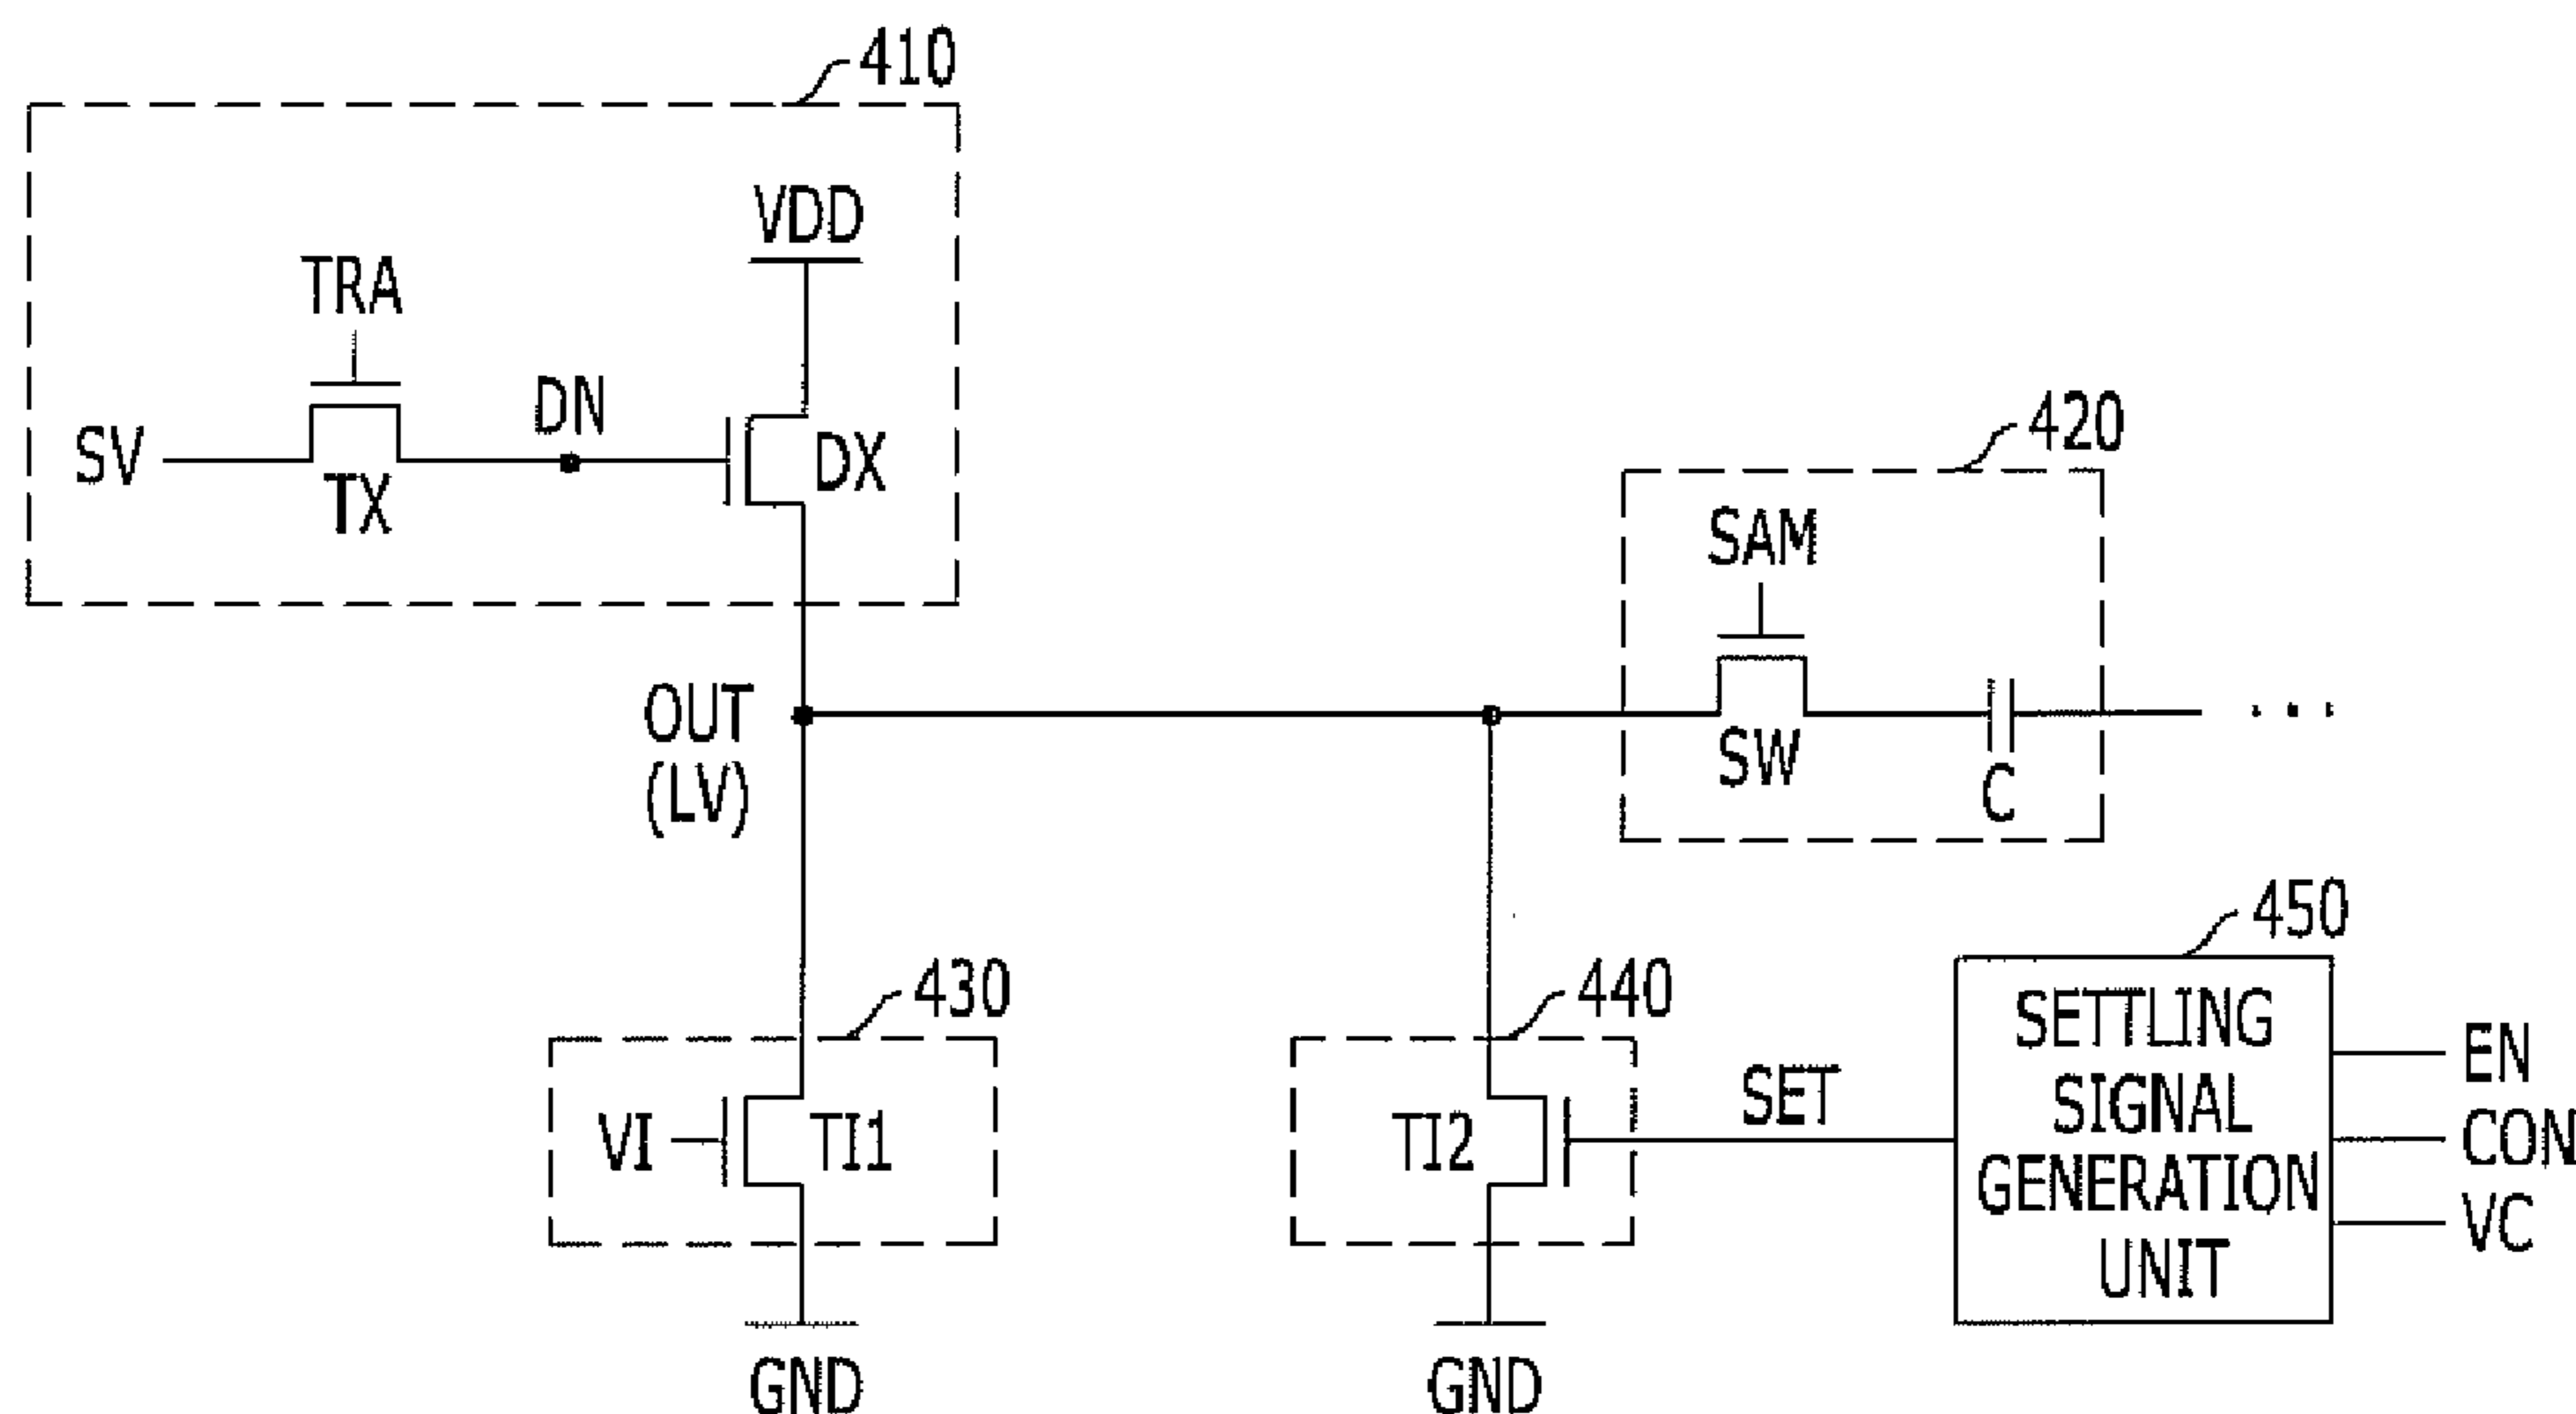 410
VDD
TRA
DN
SV
DX
TX
420
SAM
OUT
(LV)
SW
C
450
430
440
SETTLING
SIGNAL
GENERATION
UNIT
EN
CON
VC
SET
VI
TI1
TI2
GND
GND